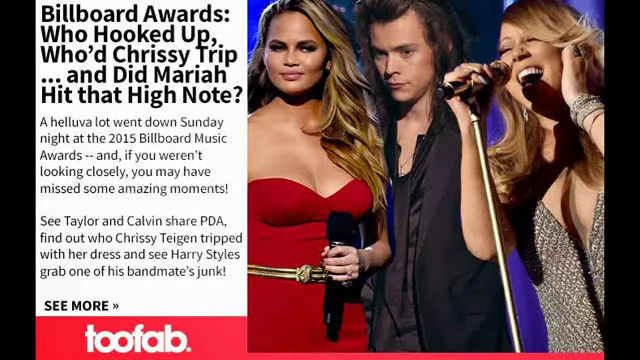 Billboard Awards:
Who Hooked Up,
Who'd Chrissy Trip
... and Did Mariah
Hit that High Note?
A helluva lot went down Sunday
night at the 2015 Billboard Music
Awards -- and, if you weren't
looking closely, you may have
missed some amazing moments!
See Taylor and Calvin share PDA,
find out who Chrissy Teigen tripped
with her dress and see Harry Styles
grab one of his bandmate's junk!
SEE MORE »
toofab.